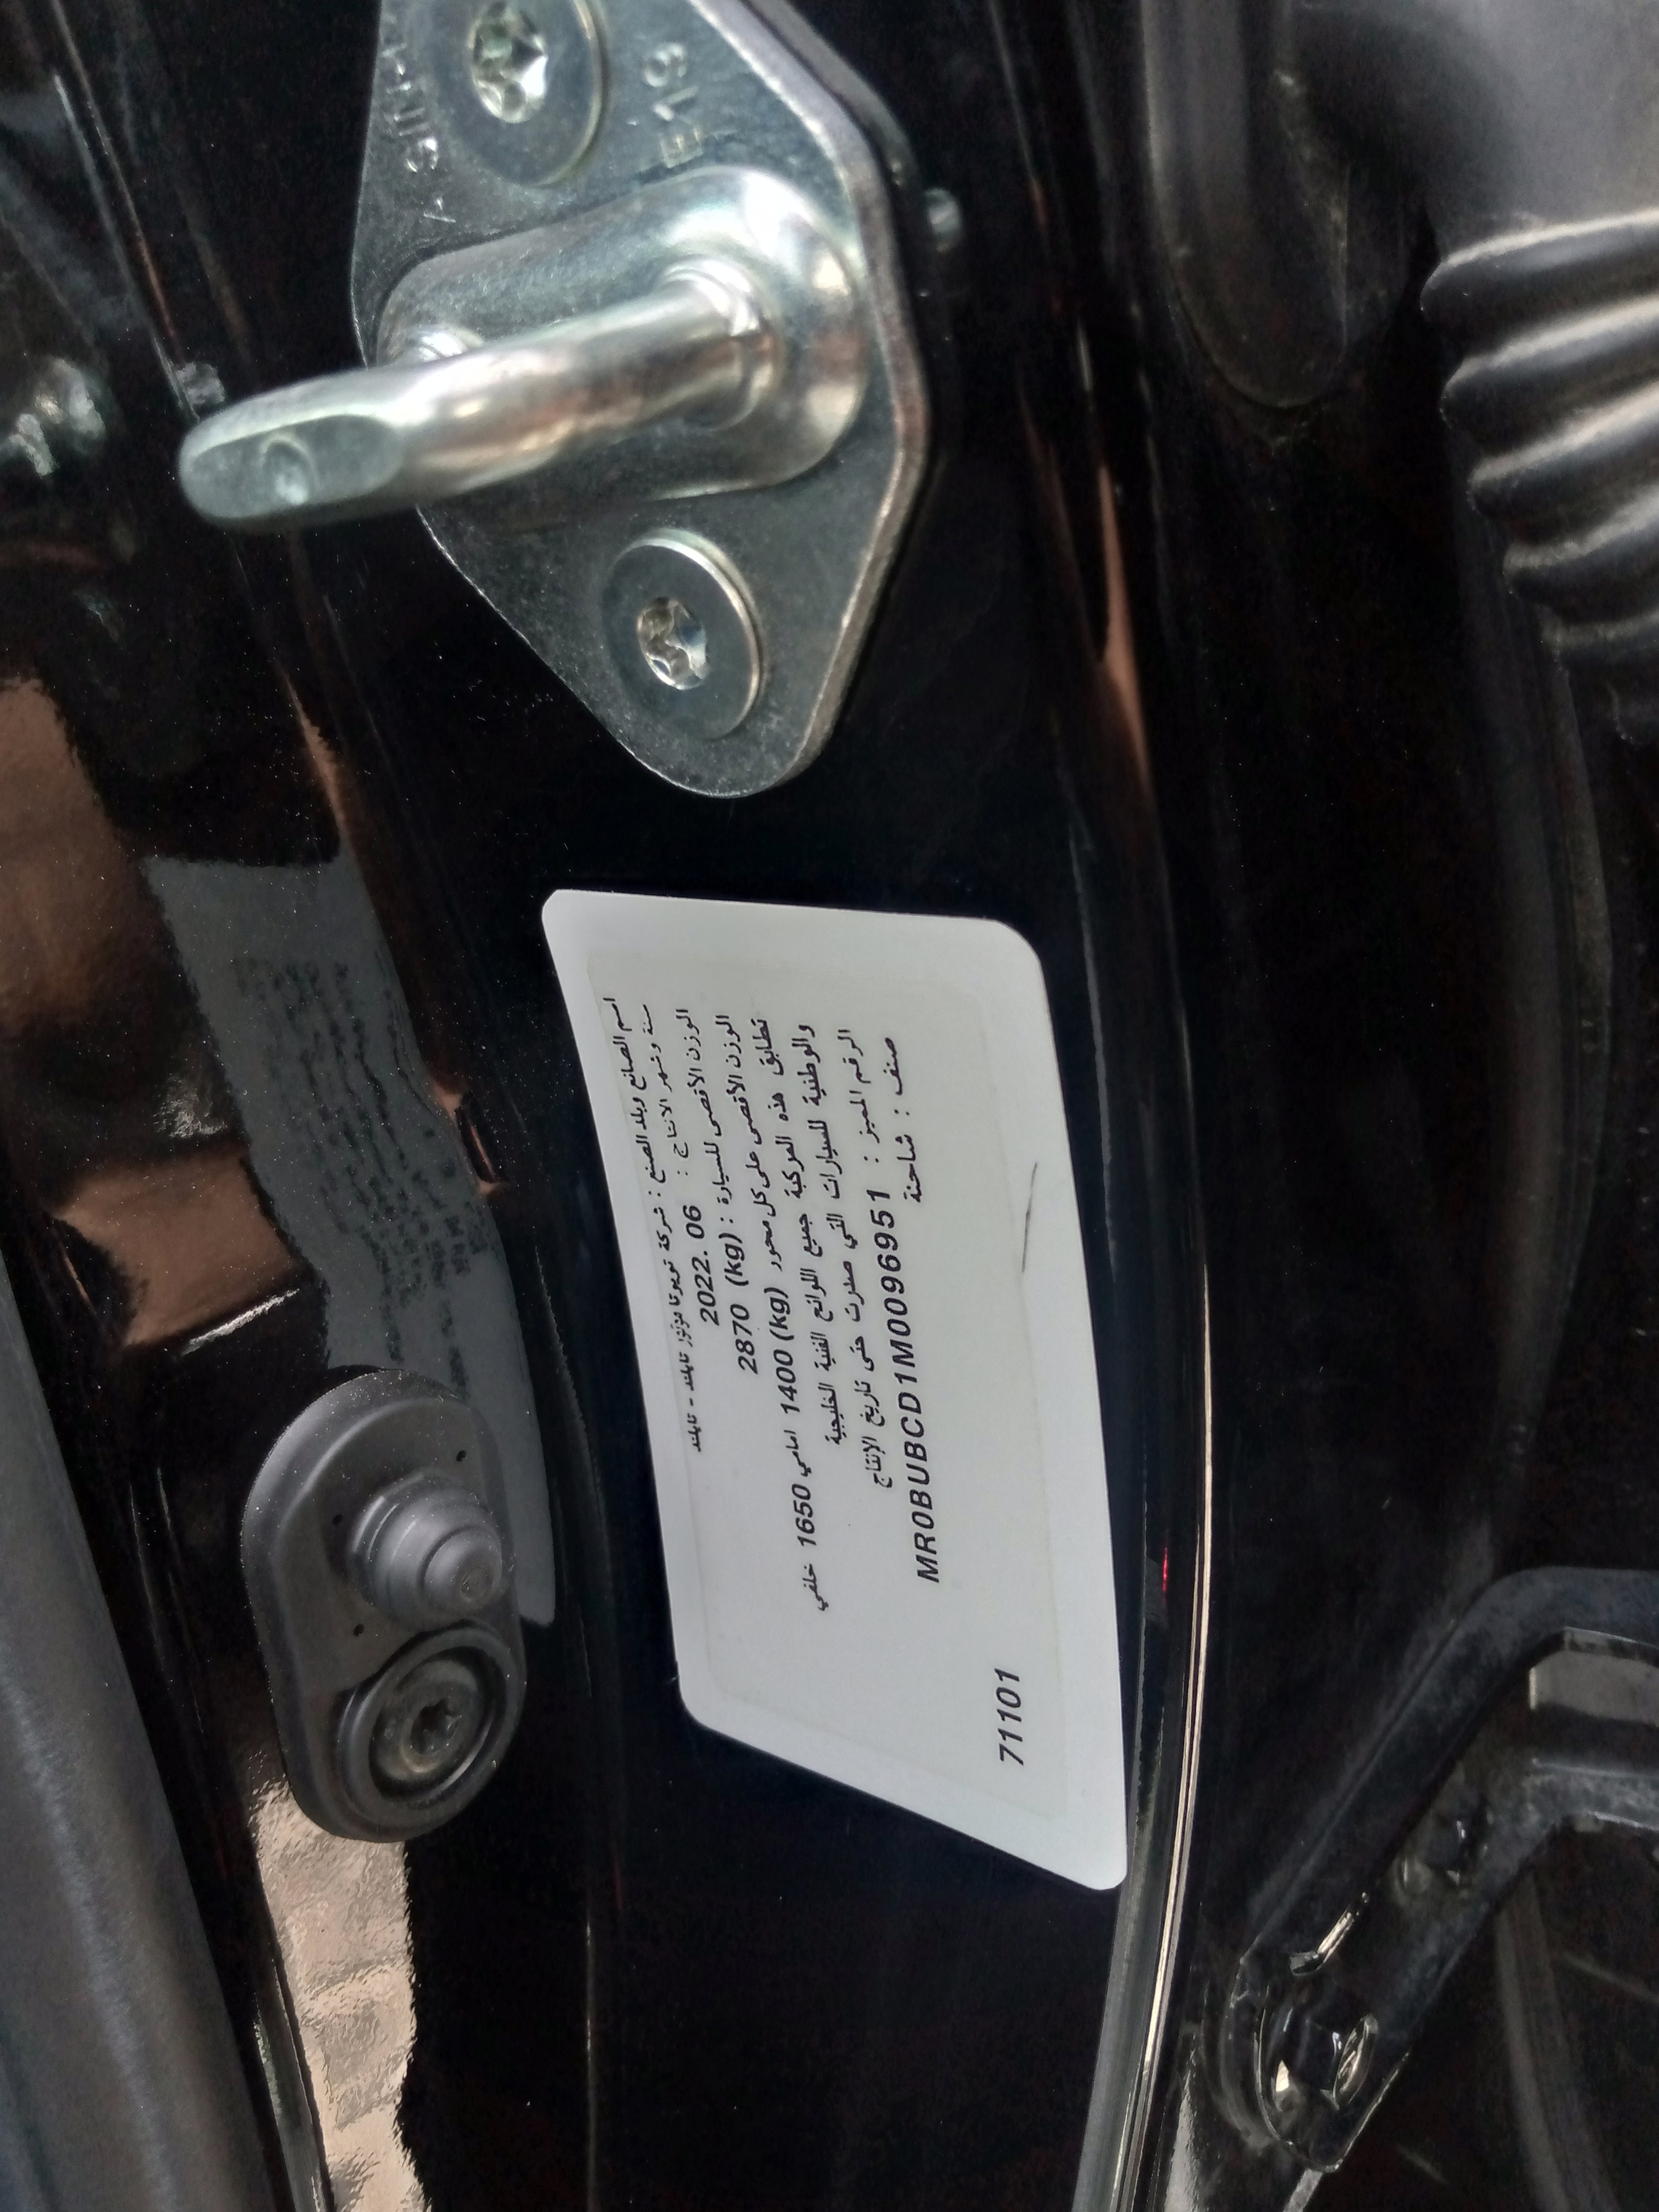 E19
اسم الصانع وبلد الصنع : شركة تويوتا موتور تايلند - تايلند
سنة وشهر الانتاج : 2022. 06
الوزن الأقصى للسيارة : (kg) 2870
الوزن الأقصى على كل محور (kg) 1400 امامي 1650 خلفي
تطابق هذه المركبة جميع اللوائح الفنية الخليجية
والوطنية للسيارات التي صدرت حتى تاريخ الإنتاج
الرقم المميز : MR0BUBCD1M0096951
صنف : شاحنة
71101